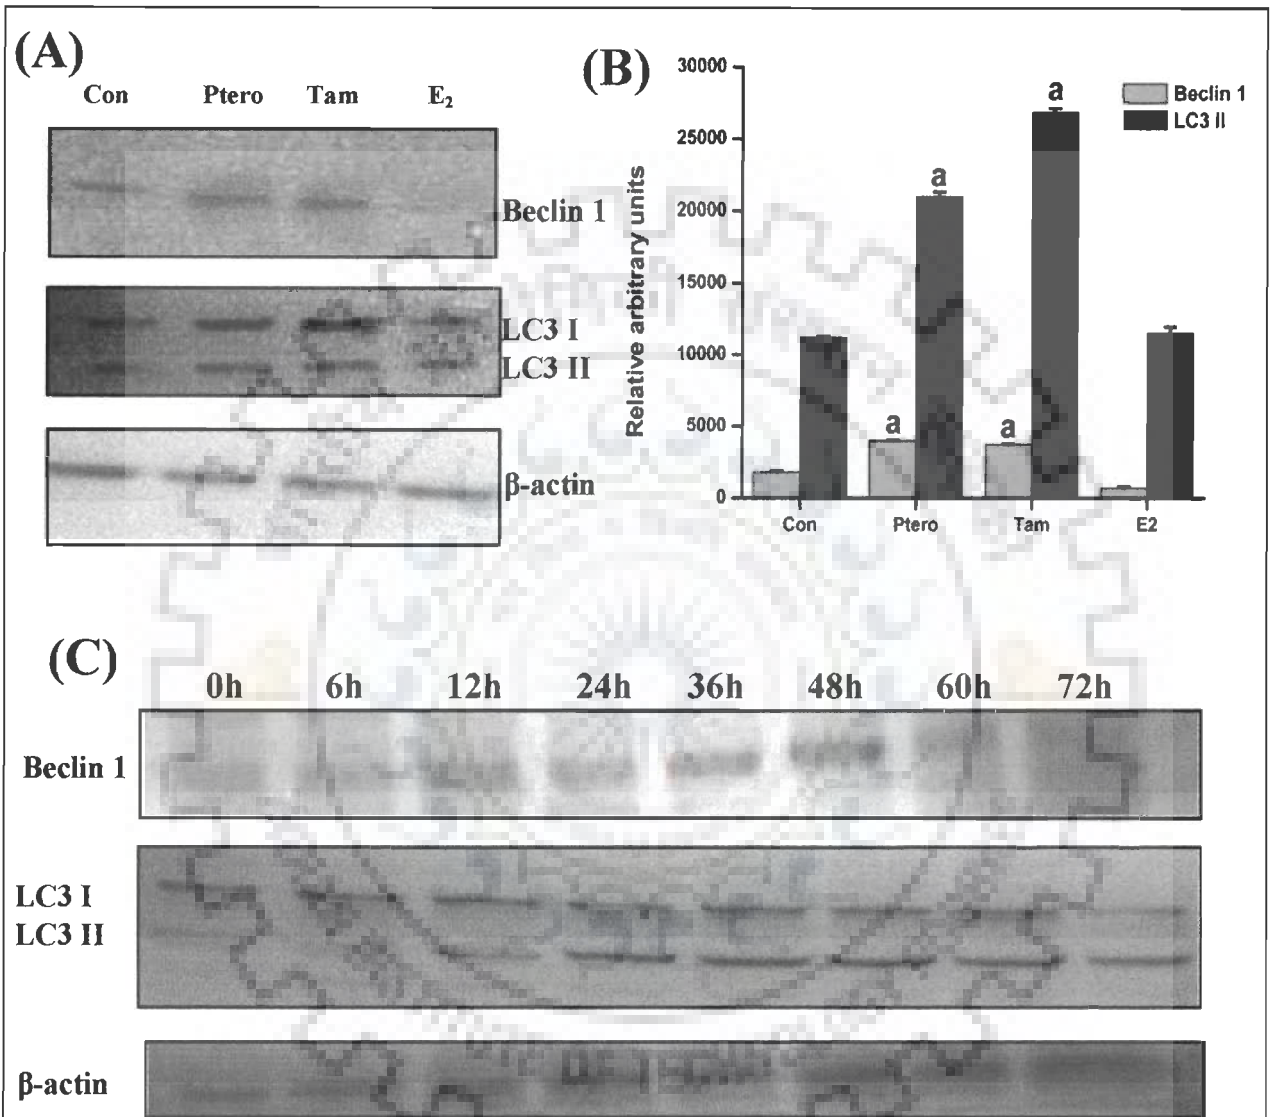 (A)
Con Ptero Tam E₂
Beclin 1
LC3 I
LC3 II
β-actin
(B)
30000
25000
20000
15000
10000
5000
0
Relative arbitrary units
a
a
a
a
Beclin 1
LC3 II
Con Ptero Tam E2
(C)
0h 6h 12h 24h 36h 48h 60h 72h
Beclin 1
LC3 I
LC3 II
β-actin